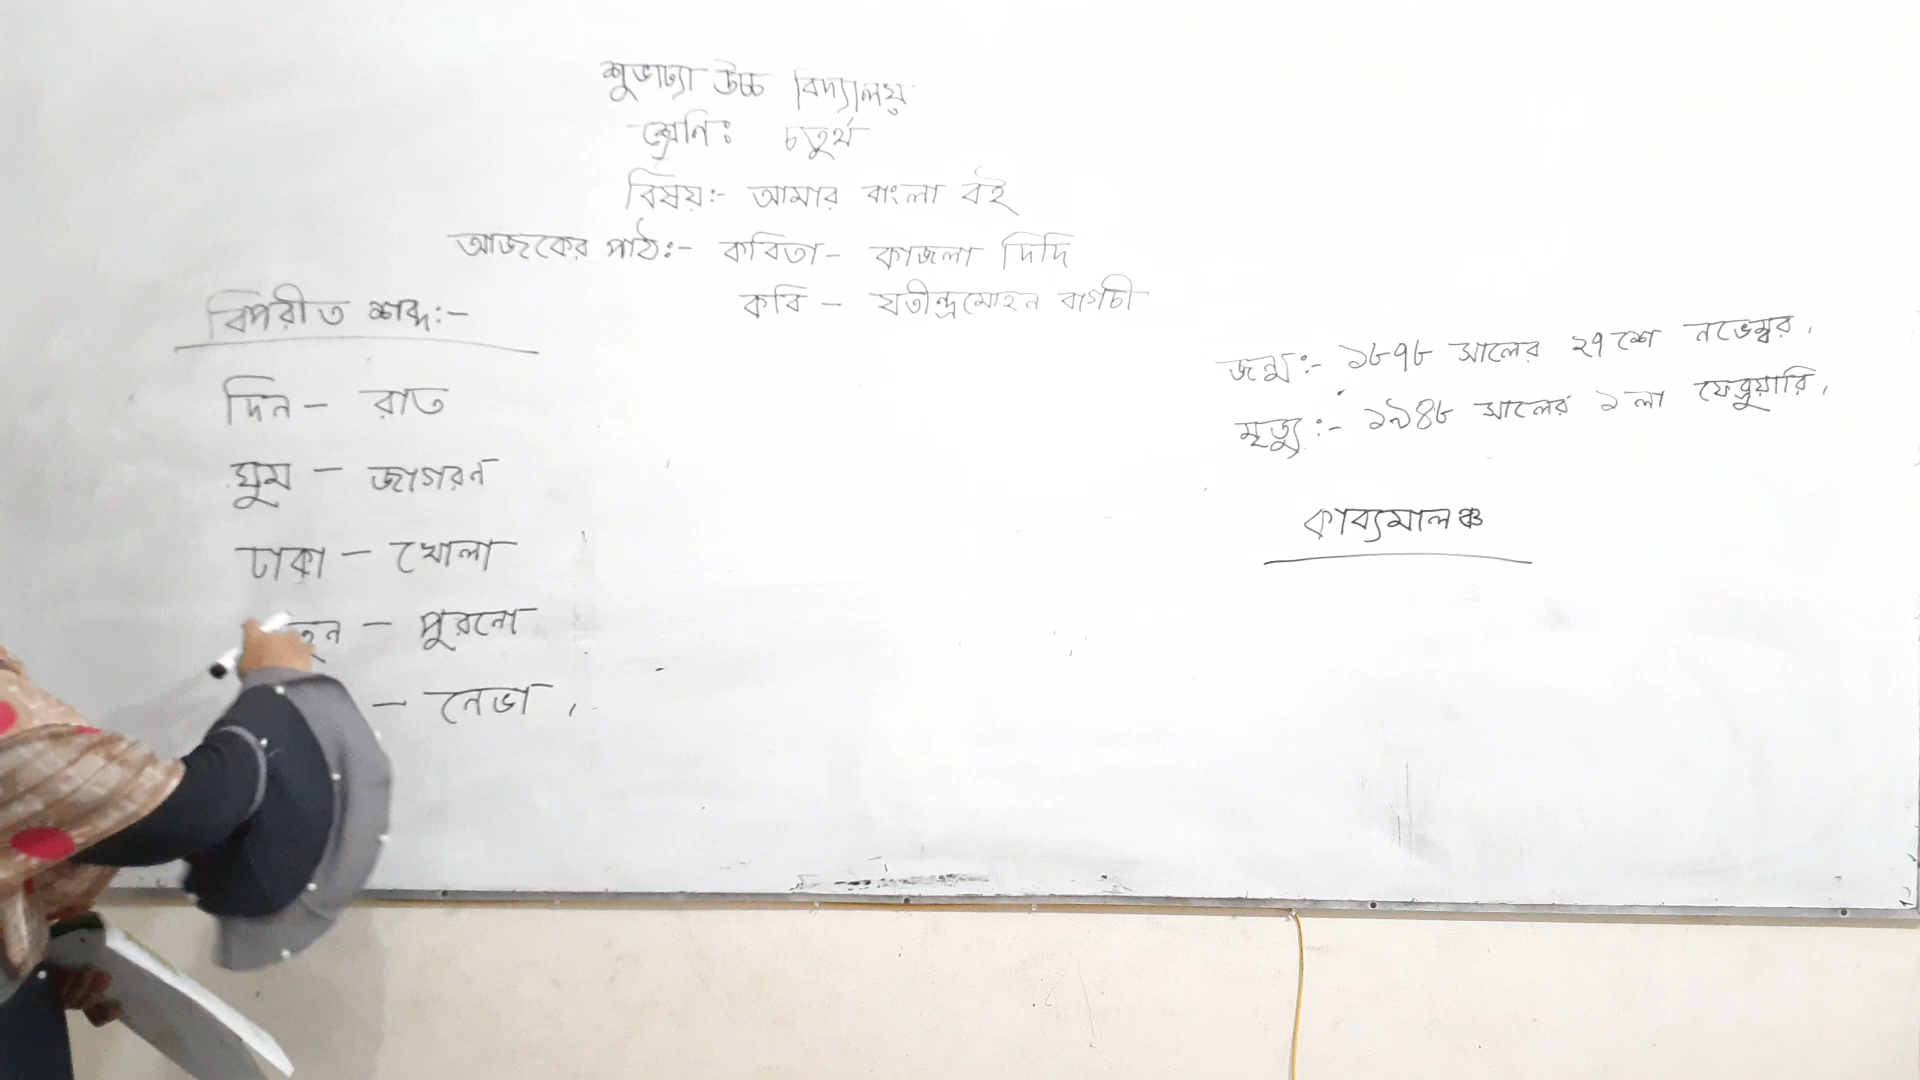 শুভাঢ্যা উচ্চ বিদ্যালয়
শ্রেণিঃ চতুর্থ
বিষয়ঃ- আমার বাংলা বই
আজকের পাঠঃ- কবিতা- কাজলা দিদি
কবি - যতীন্দ্রমোহন বাগচী
বিপরীত শব্দঃ-
দিন - রাত
ঘুম - জাগরন
ঢাকা - খোলা
- পুরনো
- নেভা,
জন্মঃ- ১৮৭৮ সালের ২৭শে নভেম্বর,
মৃত্যুঃ- ১৯৪৮ সালের ১লা ফেব্রুয়ারি,
কাব্যমালঞ্চ